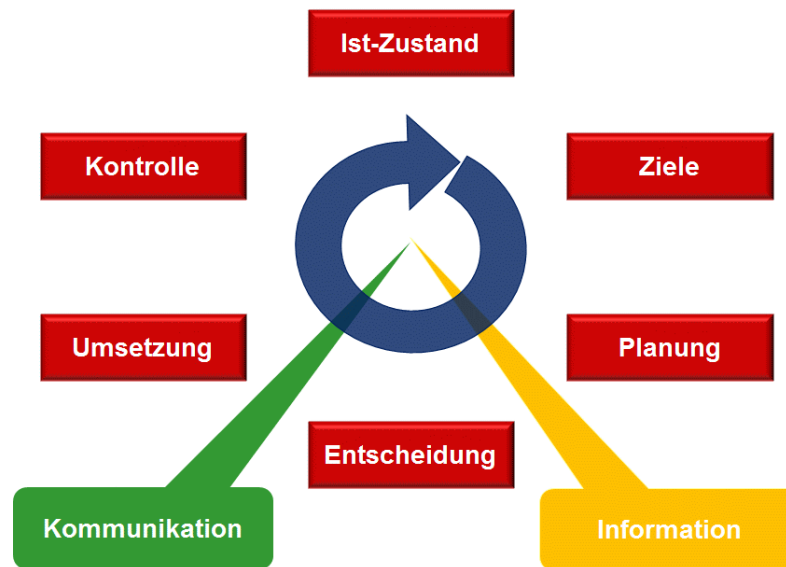 Ist-Zustand
Kontrolle
Ziele
Umsetzung
Planung
Entscheidung
Kommunikation
Information